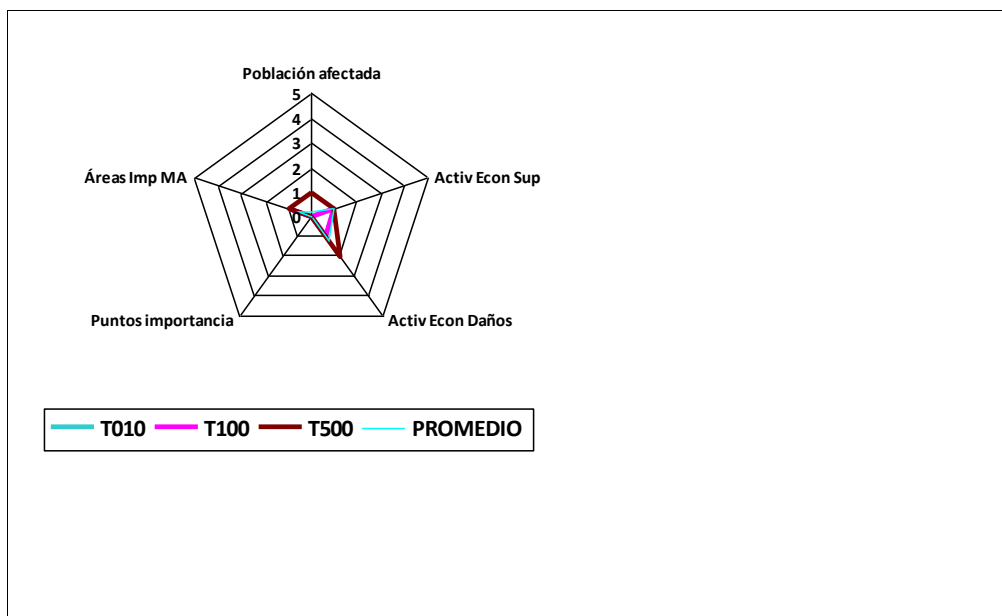 Población afectada
5
4
3
2
1
0
Áreas Imp MA
Activ Econ Sup
Puntos importancia
Activ Econ Daños
T010 T100 T500 PROMEDIO